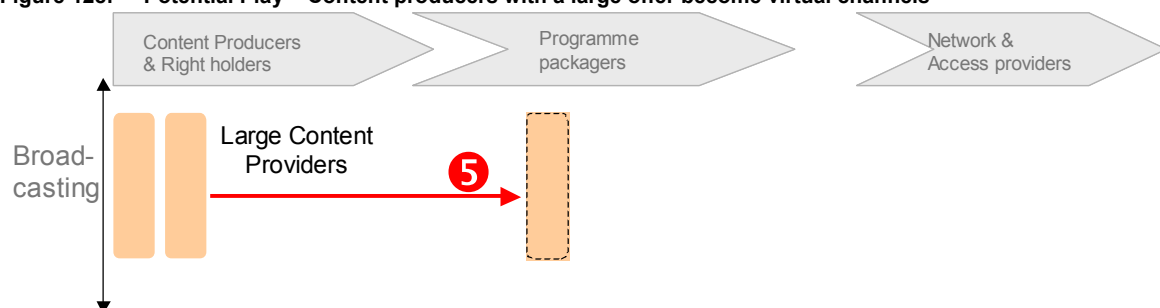 Potential Play – Content producers with a large offer become virtual channels
Content Producers
& Right holders
Programme
packagers
Network &
Access providers
Broad-
casting
Large Content
Providers
5